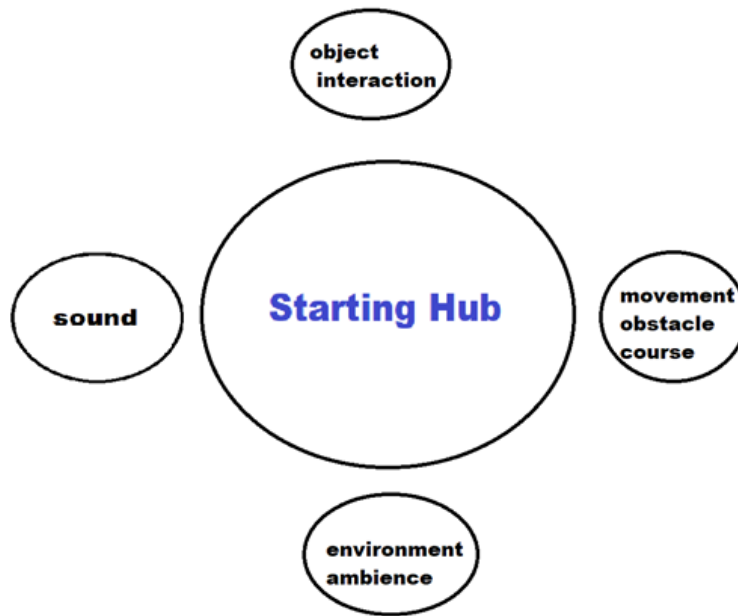 object
interaction
sound
Starting Hub
movement
obstacle
course
environment
ambience